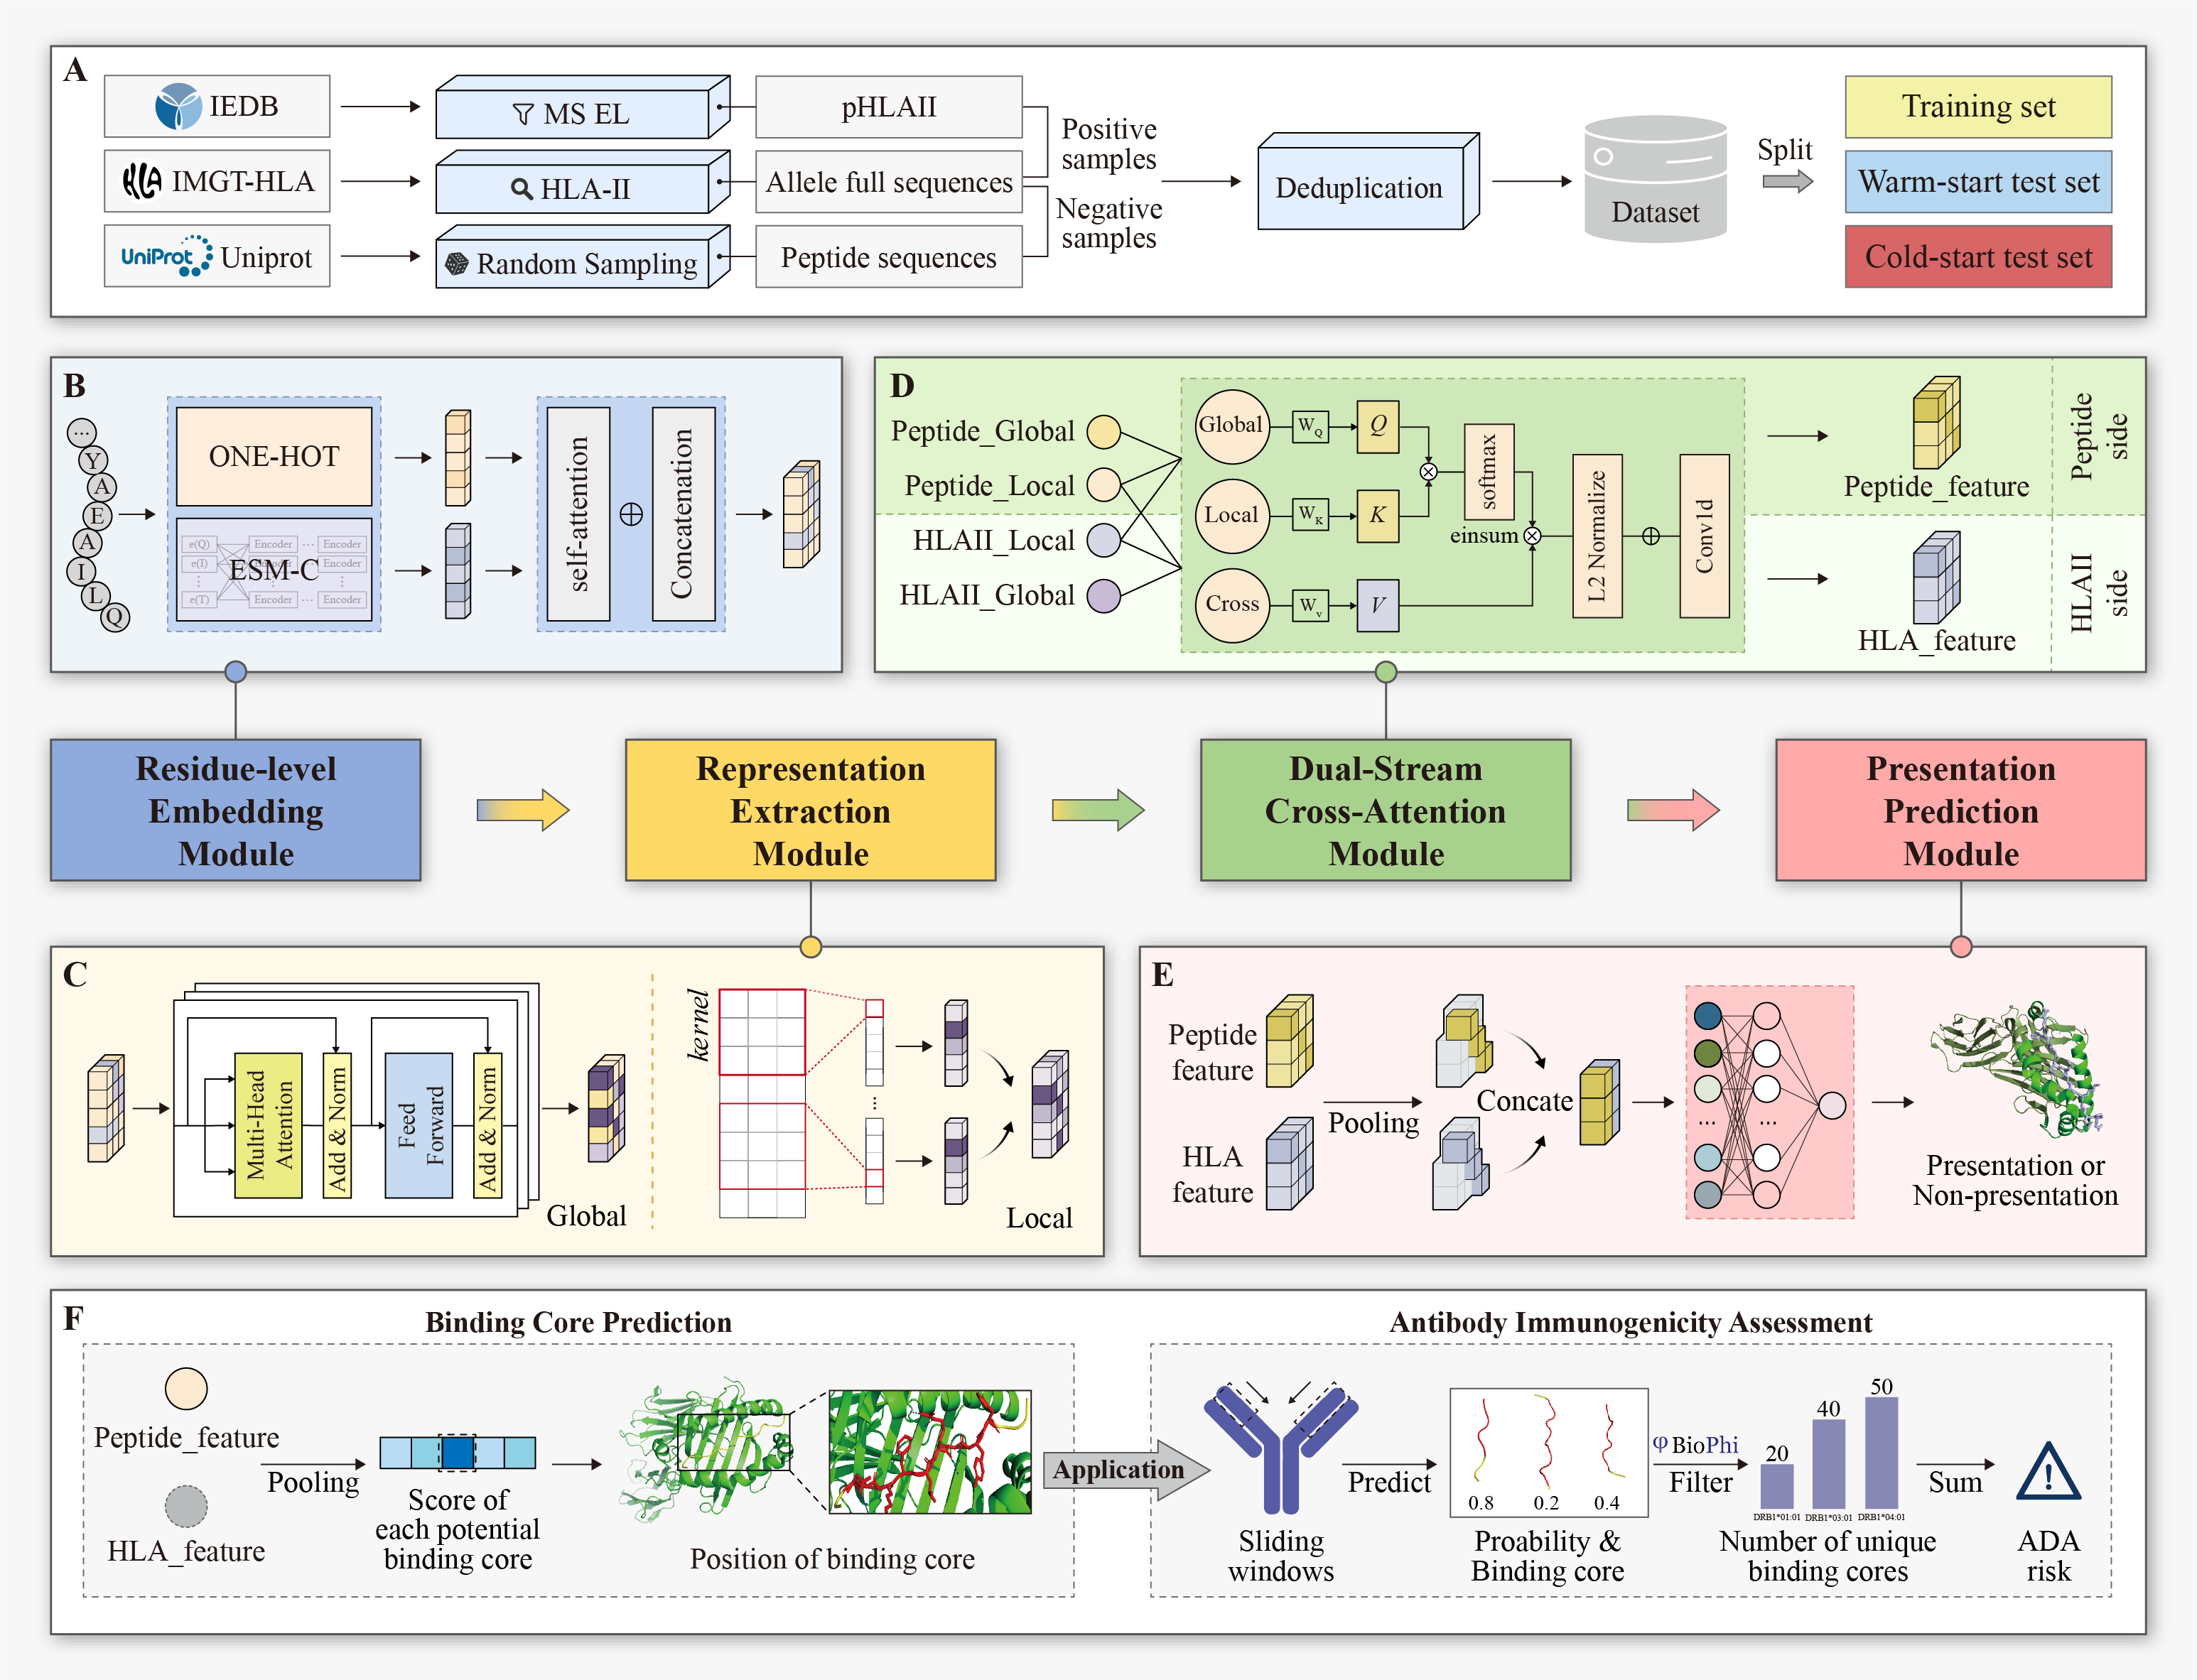 A
IEDB
MS EL
pHLAII
IMGT-HLA
HLA-II
Allele full sequences
UniProt
Uniprot
Random Sampling
Peptide sequences
Positive
samples
Negative
samples
Deduplication
Dataset
Split
Training set
Warm-start test set
Cold-start test set
B
...
Y
A
E
A
I
L
Q
ONE-HOT
e(Q)
Encoder
...
Encoder
e(I)
Encoder
...
Encoder
ESM-C
e(T)
Encoder
...
Encoder
self-attention
Concatenation
D
Peptide_Global
Peptide_Local
HLAII_Local
HLAII_Global
Global
WQ
Q
Local
WK
K
Cross
Wv
V
softmax
einsum
L2 Normalize
Conv1d
Peptide_feature
HLA_feature
Peptide
side
HLAII
side
Residue-level
Embedding
Module
Representation
Extraction
Module
Dual-Stream
Cross-Attention
Module
Presentation
Prediction
Module
C
Multi-Head
Attention
Add & Norm
Feed
Forward
Add & Norm
Global
kernel
...
Local
E
Peptide
feature
HLA
feature
Pooling
Concate
...
...
Presentation or
Non-presentation
F
Binding Core Prediction
Peptide_feature
HLA_feature
Pooling
Score of
each potential
binding core
Position of binding core
Application
Antibody Immunogenicity Assessment
Sliding
windows
Predict
0.8
0.2
0.4
Proability &
Binding core
φ BioPhi
Filter
20
40
50
DRB1*01:01
DRB1*03:01
DRB1*04:01
Number of unique
binding cores
Sum
!
ADA
risk